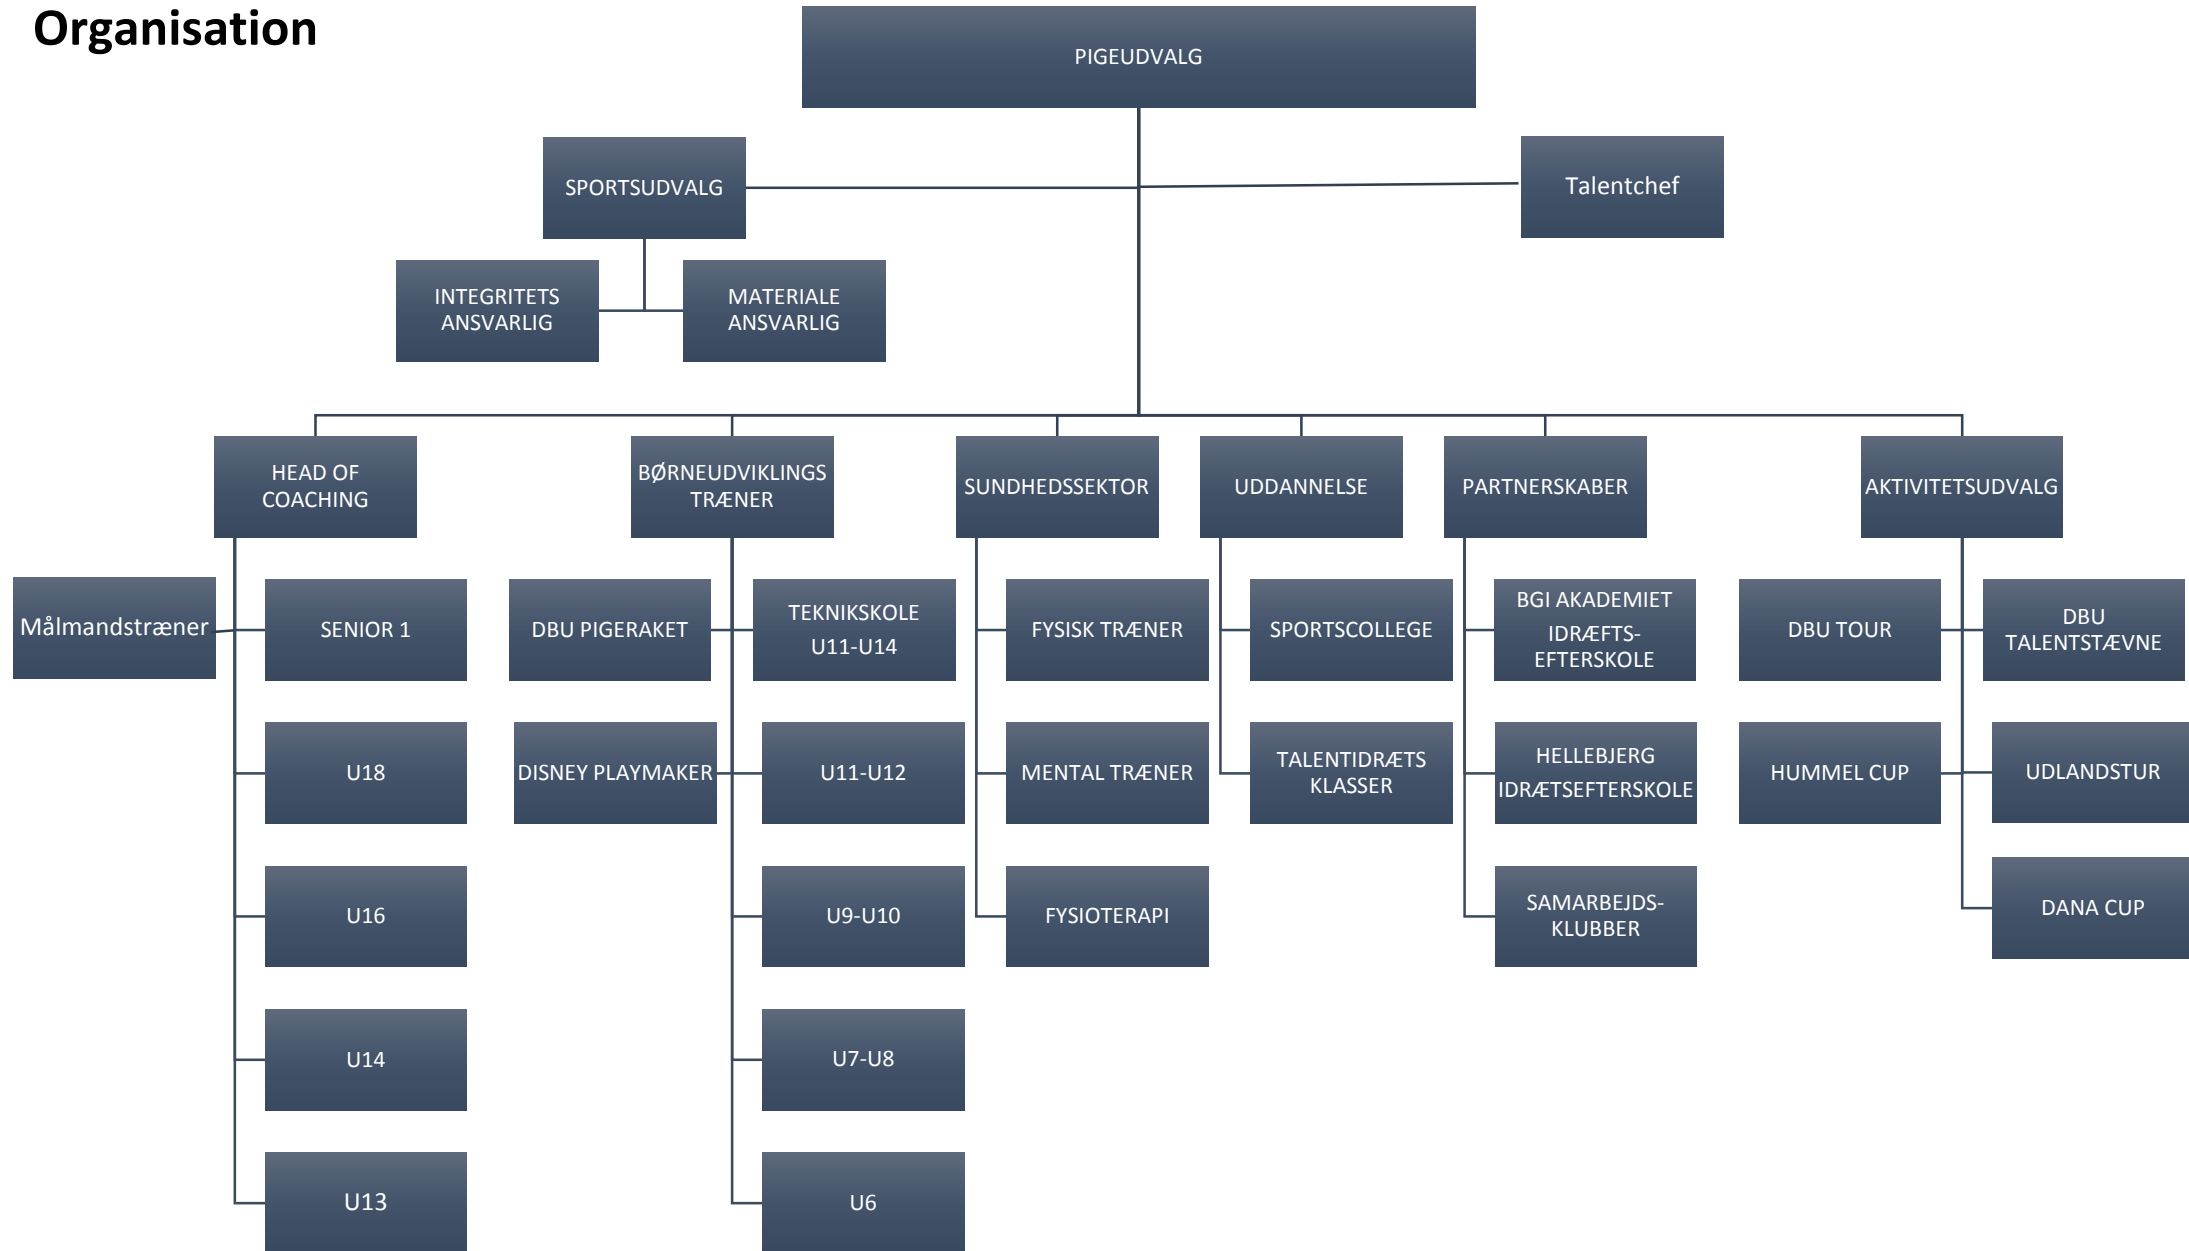 Organisation
PIGEUDVALG
SPORTSUDVALG
Talentchef
INTEGRITETS
ANSVARLIG
MATERIALE
ANSVARLIG
HEAD OF
COACHING
BØRNEUDVIKLINGS
TRÆNER
SUNDHEDSSEKTOR
UDDANNELSE
PARTNERSKABER
AKTIVITETSUDVALG
Målmandstræner
SENIOR 1
U18
U16
U14
U13
DBU PIGERAKET
TEKNIKSKOLE
U11-U14
DISNEY PLAYMAKER
U11-U12
U9-U10
U7-U8
U6
FYSISK TRÆNER
MENTAL TRÆNER
FYSIOTERAPI
SPORTSCOLLEGE
TALENTIDRÆTS
KLASSER
BGI AKADEMIET
IDRÆFTS-
EFTERSKOLE
HELLEBJERG
IDRÆTSEFTERSKOLE
SAMARBEJDS-
KLUBBER
DBU TOUR
DBU
TALENTSTÆVNE
HUMMEL CUP
UDLANDSTUR
DANA CUP